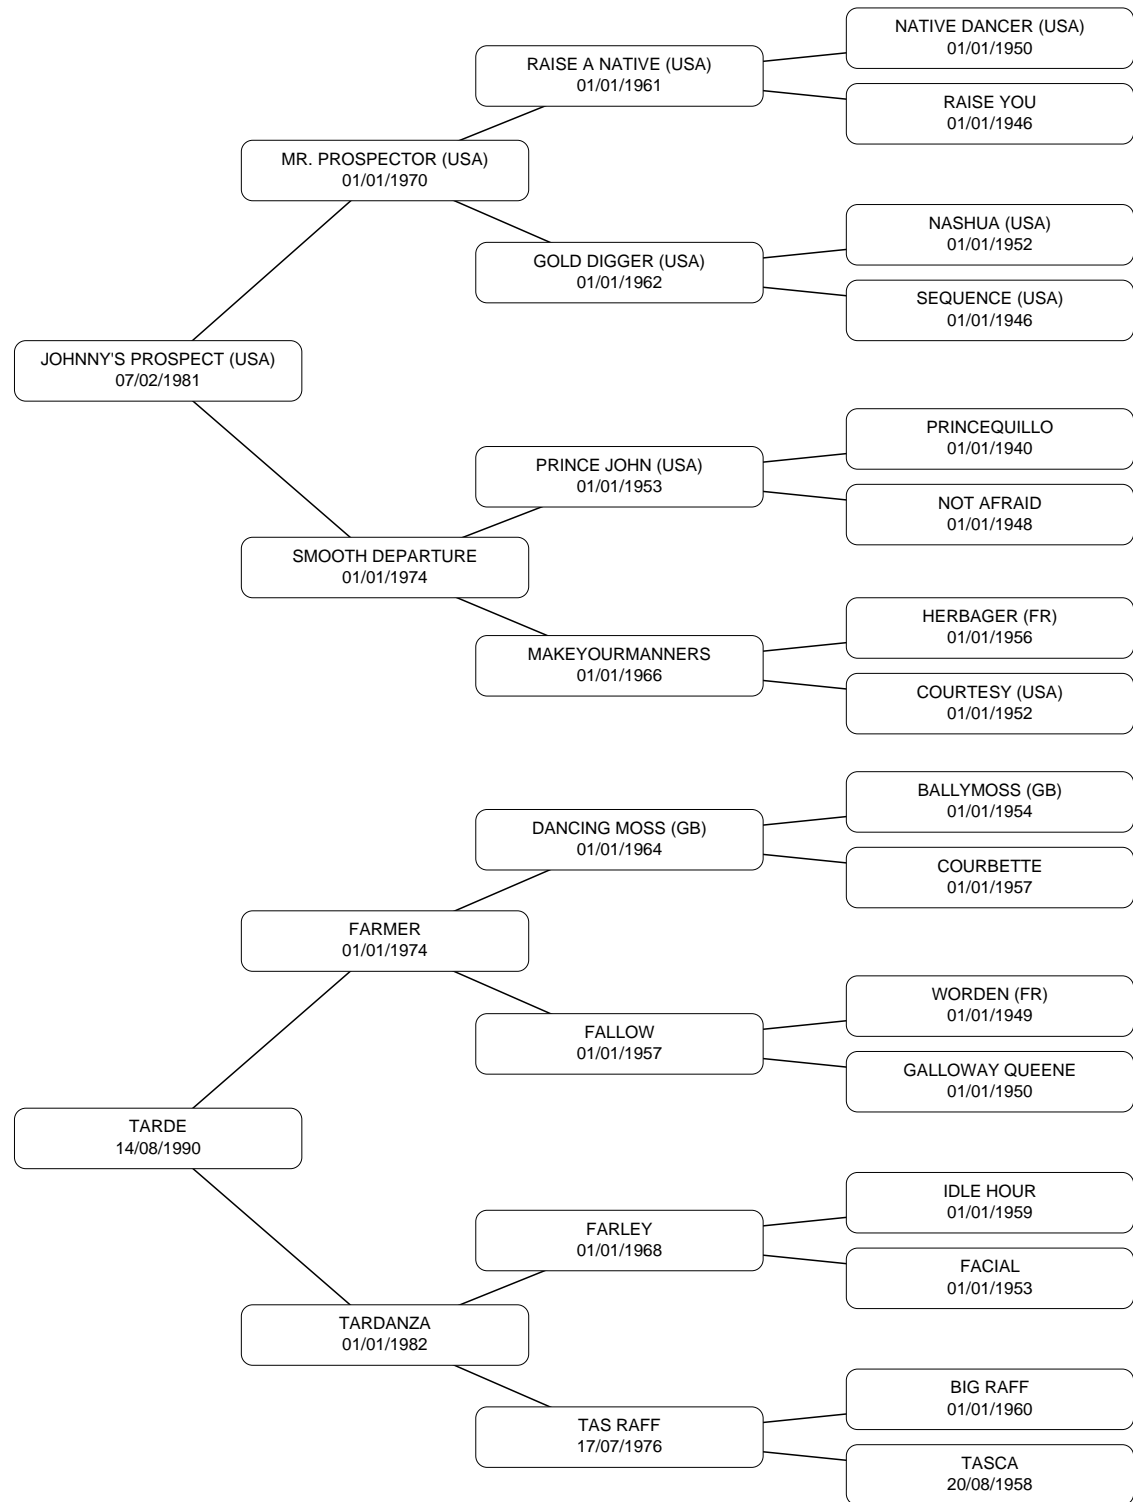 NATIVE DANCER (USA)
01/01/1950
RAISE A NATIVE (USA)
01/01/1961
RAISE YOU
01/01/1946
MR. PROSPECTOR (USA)
01/01/1970
NASHUA (USA)
01/01/1952
GOLD DIGGER (USA)
01/01/1962
SEQUENCE (USA)
01/01/1946
JOHNNY'S PROSPECT (USA)
07/02/1981
PRINCEQUILLO
01/01/1940
PRINCE JOHN (USA)
01/01/1953
NOT AFRAID
01/01/1948
SMOOTH DEPARTURE
01/01/1974
HERBAGER (FR)
01/01/1956
MAKEYOURMANNERS
01/01/1966
COURTESY (USA)
01/01/1952
BALLYMOSS (GB)
01/01/1954
DANCING MOSS (GB)
01/01/1964
COURBETTE
01/01/1957
FARMER
01/01/1974
WORDEN (FR)
01/01/1949
FALLOW
01/01/1957
GALLOWAY QUEENE
01/01/1950
TARDE
14/08/1990
IDLE HOUR
01/01/1959
FARLEY
01/01/1968
FACIAL
01/01/1953
TARDANZA
01/01/1982
BIG RAFF
01/01/1960
TAS RAFF
17/07/1976
TASCA
20/08/1958